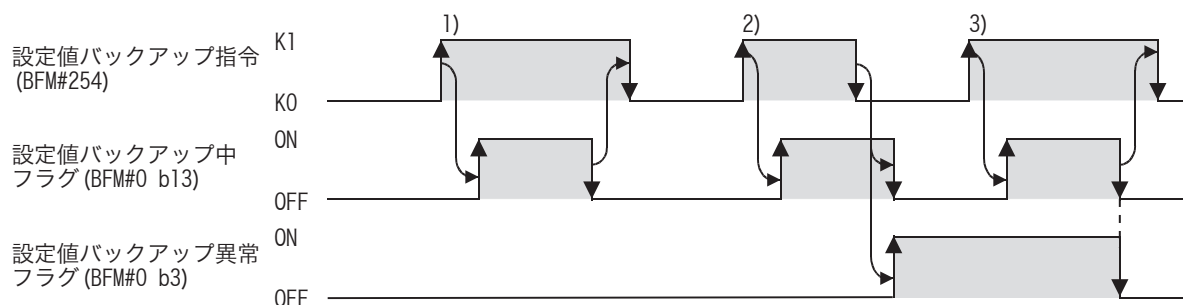 1)
2)
3)
設定値バックアップ指令
(BFM#254)
K1
K0
設定値バックアップ中
フラグ(BFM#0 b13)
ON
OFF
設定値バックアップ異常
フラグ(BFM#0 b3)
ON
OFF